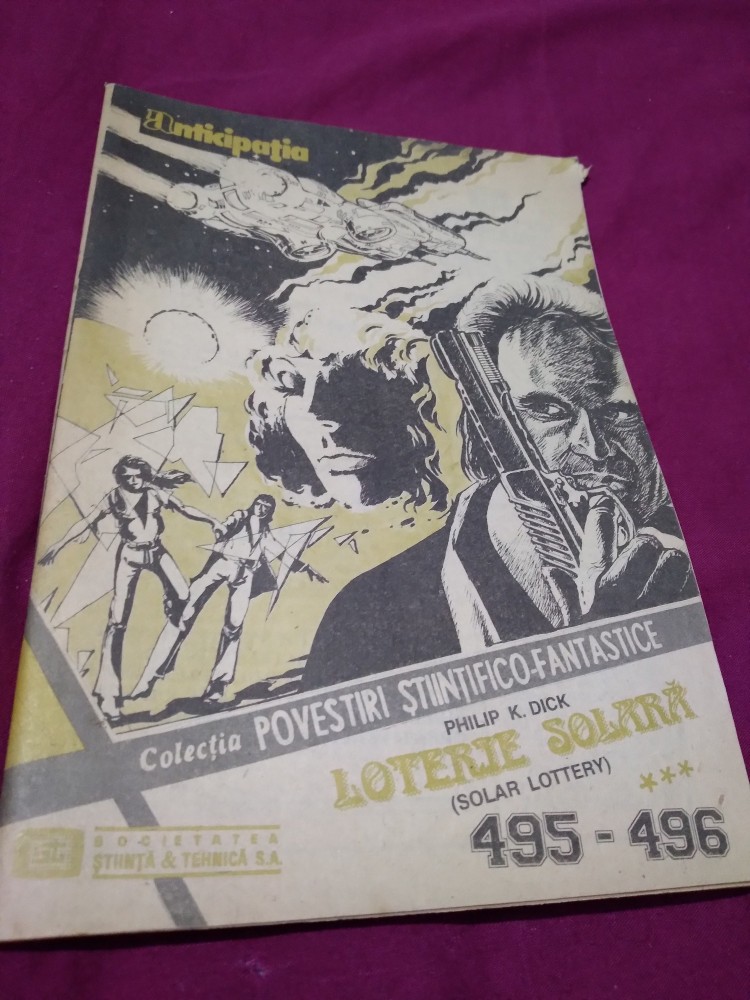 Anticipația
Colecția POVESTIRI ȘTIINȚIFICO-FANTASTICE
PHILIP K. DICK
LOTERIE SOLARĂ
(SOLAR LOTTERY)
***
495-496
SOCIETATEA
ȘTIINȚĂ & TEHNICĂ S.A.